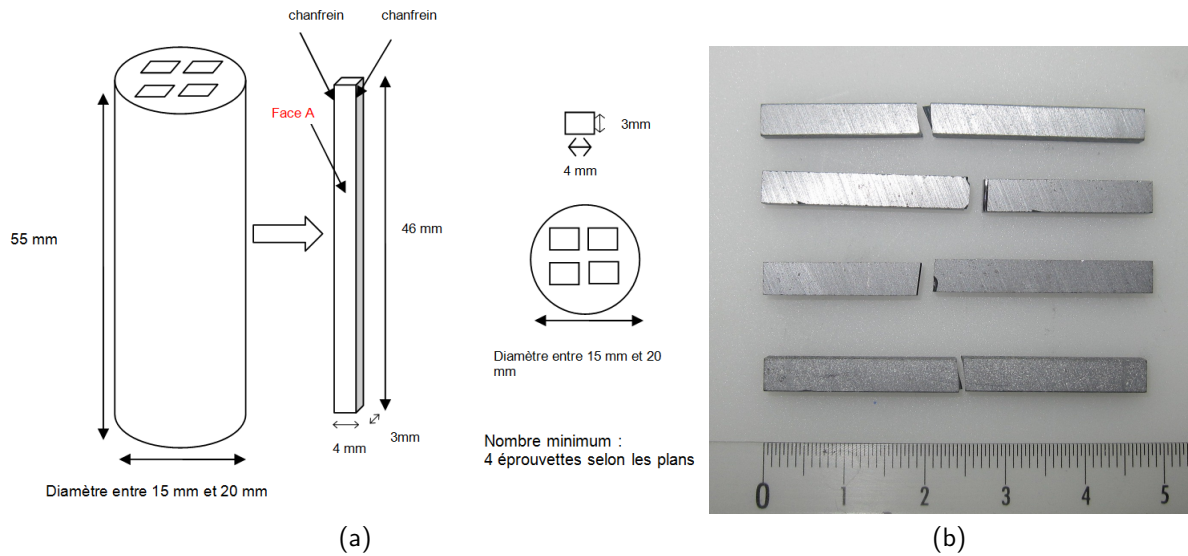 chanfrein
chanfrein
Face A
55 mm
46 mm
4 mm
3mm
Diamètre entre 15 mm et 20 mm
3mm
4 mm
Diamètre entre 15 mm et 20
mm
Nombre minimum :
4 éprouvettes selon les plans
0 1 2 3 4 5
(a)
(b)